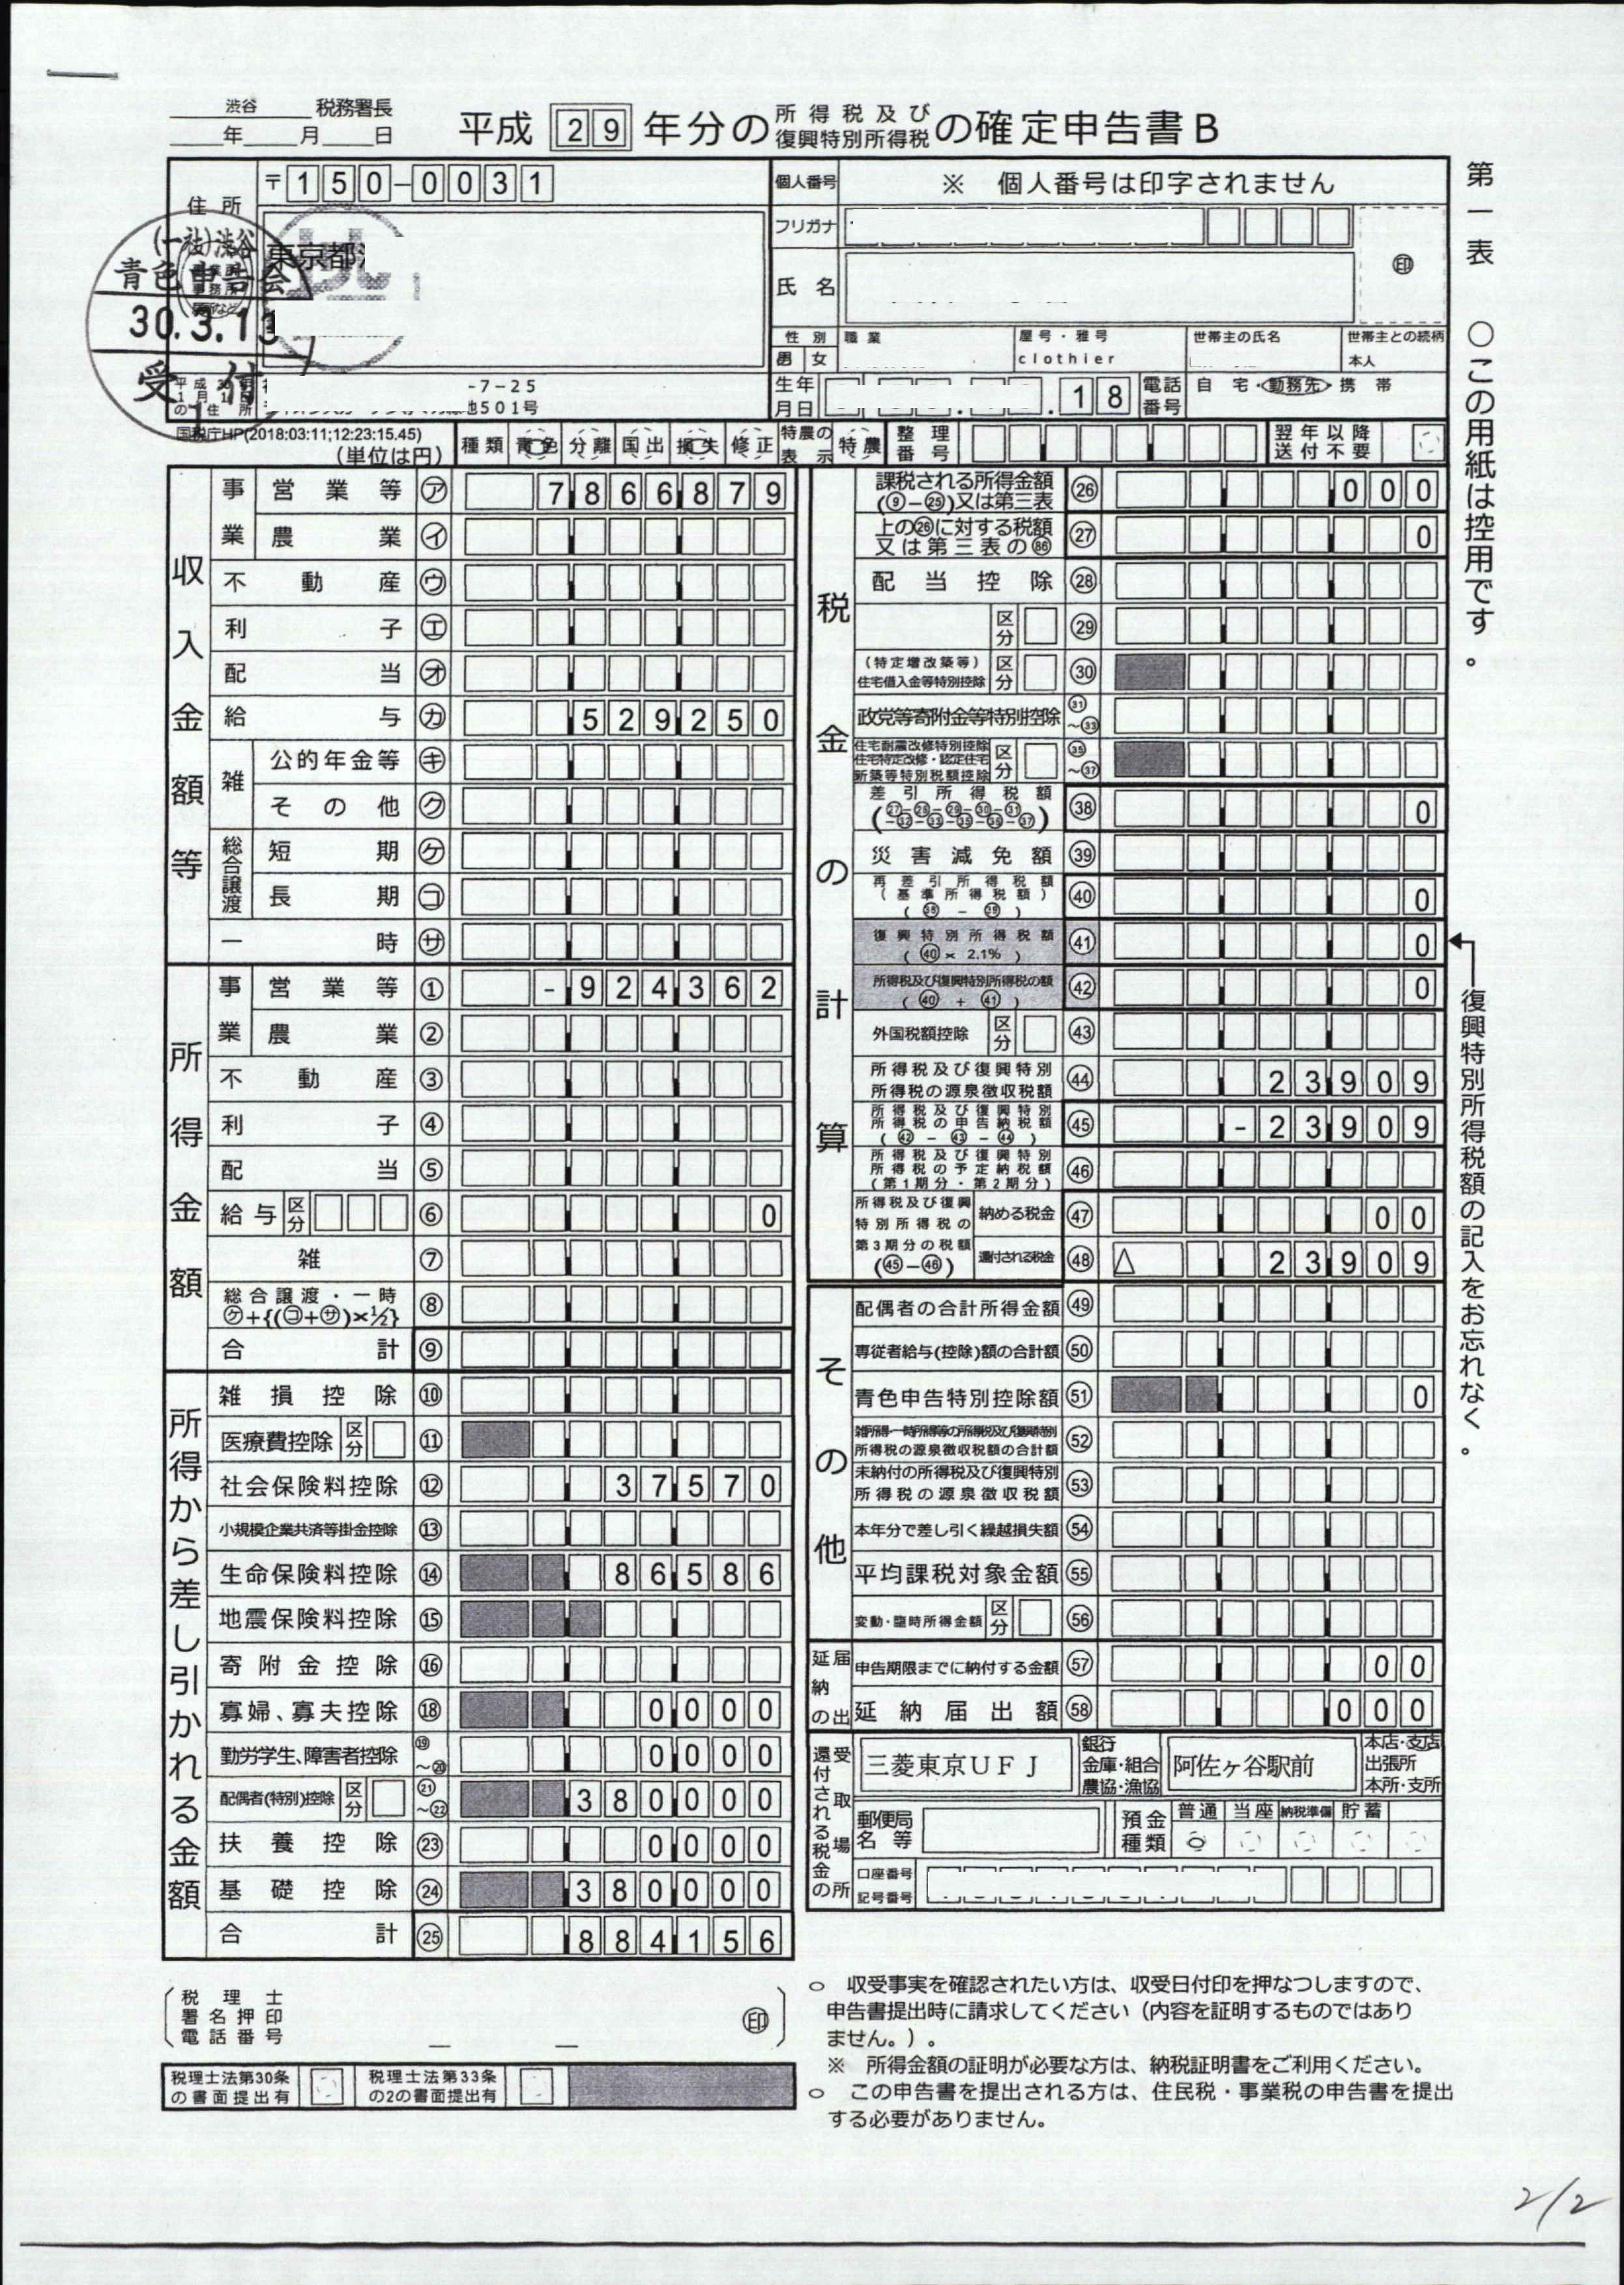 渋谷 税務署長
年 月 日
平成 29 年分の 所得税及び 復興特別所得税 の確定申告書B
第一表
〒 150-0031
住所
東京都
(一社)渋谷
青色申告会
30.3.13
受付
-7-25
501号
個人番号 ※ 個人番号は印字されません
フリガナ
氏名
印
性別 職業 屋号・雅号 世帯主の氏名 世帯主との続柄
男 女 clothier 本人
生年月日 . . 18 電話番号 自宅・勤務先・携帯
○この用紙は控用です。
国税庁HP(2018:03:11;12:23:15.45)
(単位は円)
種類 青色 分離 国出 損失 修正 特農の表示 特農 整理番号 翌年以降送付不要
収入金額等
事業 営業等 ㋐ 7866879
農業 ㋑
不動産 ㋒
利子 ㋓
配当 ㋔
給与 ㋕ 529250
雑 公的年金等 ㋖
その他 ㋗
総合譲渡 短期 ㋘
長期 ㋙
一時 ㋚
所得金額
事業 営業等 ① -924362
農業 ②
不動産 ③
利子 ④
配当 ⑤
給与 区分 ⑥ 0
雑 ⑦
総合譲渡・一時 ㋘+{(㋙+㋚)×1/2} ⑧
合計 ⑨
所得から差し引かれる金額
雑損控除 ⑩
医療費控除 区分 ⑪
社会保険料控除 ⑫ 37570
小規模企業共済等掛金控除 ⑬
生命保険料控除 ⑭ 86586
地震保険料控除 ⑮
寄附金控除 ⑯
寡婦、寡夫控除 ⑱ 0000
勤労学生、障害者控除 ⑲~⑳ 0000
配偶者(特別)控除 区分 ㉑~㉒ 380000
扶養控除 ㉓ 0000
基礎控除 ㉔ 380000
合計 ㉕ 884156
税金の計算
課税される所得金額 (⑨-㉕)又は第三表 ㉖ 000
上の㉖に対する税額 又は第三表の86 ㉗ 0
配当控除 ㉘
区分 ㉙
(特定増改築等) 住宅借入金等特別控除 区分 ㉚
政党等寄附金等特別控除 ㉛~㉝
住宅耐震改修特別控除 住宅特定改修・認定住宅 新築等特別税額控除 区分 ㉟~㊲
差引所得税額 (㉗-㉘-㉙-㉚-㉛-㉜-㉝-㉟-㊱-㊲) ㊳ 0
災害減免額 ㊴
再差引所得税額 (基準所得税額) (㊳-㊴) ㊵ 0
復興特別所得税額 (㊵×2.1%) ㊶ 0
所得税及び復興特別所得税の額 (㊵+㊶) ㊷ 0
外国税額控除 区分 ㊸
所得税及び復興特別所得税の源泉徴収税額 ㊹ 23909
所得税及び復興特別所得税の申告納税額 (㊷-㊸-㊹) ㊺ -23909
所得税及び復興特別所得税の予定納税額 (第1期分・第2期分) ㊻
所得税及び復興特別所得税の第3期分の税額 (㊺-㊻) 納める税金 ㊼ 00
還付される税金 ㊽ △ 23909
復興特別所得税額の記入をお忘れなく。
その他
配偶者の合計所得金額 ㊾
専従者給与(控除)額の合計額 ㊿
青色申告特別控除額 51 0
雑所得・一時所得等の所得税及び復興特別所得税の源泉徴収税額の合計額 52
未納付の所得税及び復興特別所得税の源泉徴収税額 53
本年分で差し引く繰越損失額 54
平均課税対象金額 55
変動・臨時所得金額 区分 56
延納の届出
申告期限までに納付する金額 57 00
延納届出額 58 000
還付される税金の受取場所
三菱東京UFJ 銀行 金庫・組合 農協・漁協 阿佐ヶ谷駅前 本店・支店 出張所 本所・支所
郵便局名等 預金種類 普通 当座 納税準備 貯蓄
口座番号
記号番号
税理士
署名押印
電話番号 印
税理士法第30条の書面提出有 税理士法第33条の2の書面提出有
○ 収受事実を確認されたい方は、収受日付印を押なつしますので、
申告書提出時に請求してください(内容を証明するものではあり
ません。)。
※ 所得金額の証明が必要な方は、納税証明書をご利用ください。
○ この申告書を提出される方は、住民税・事業税の申告書を提出
する必要がありません。
2/2